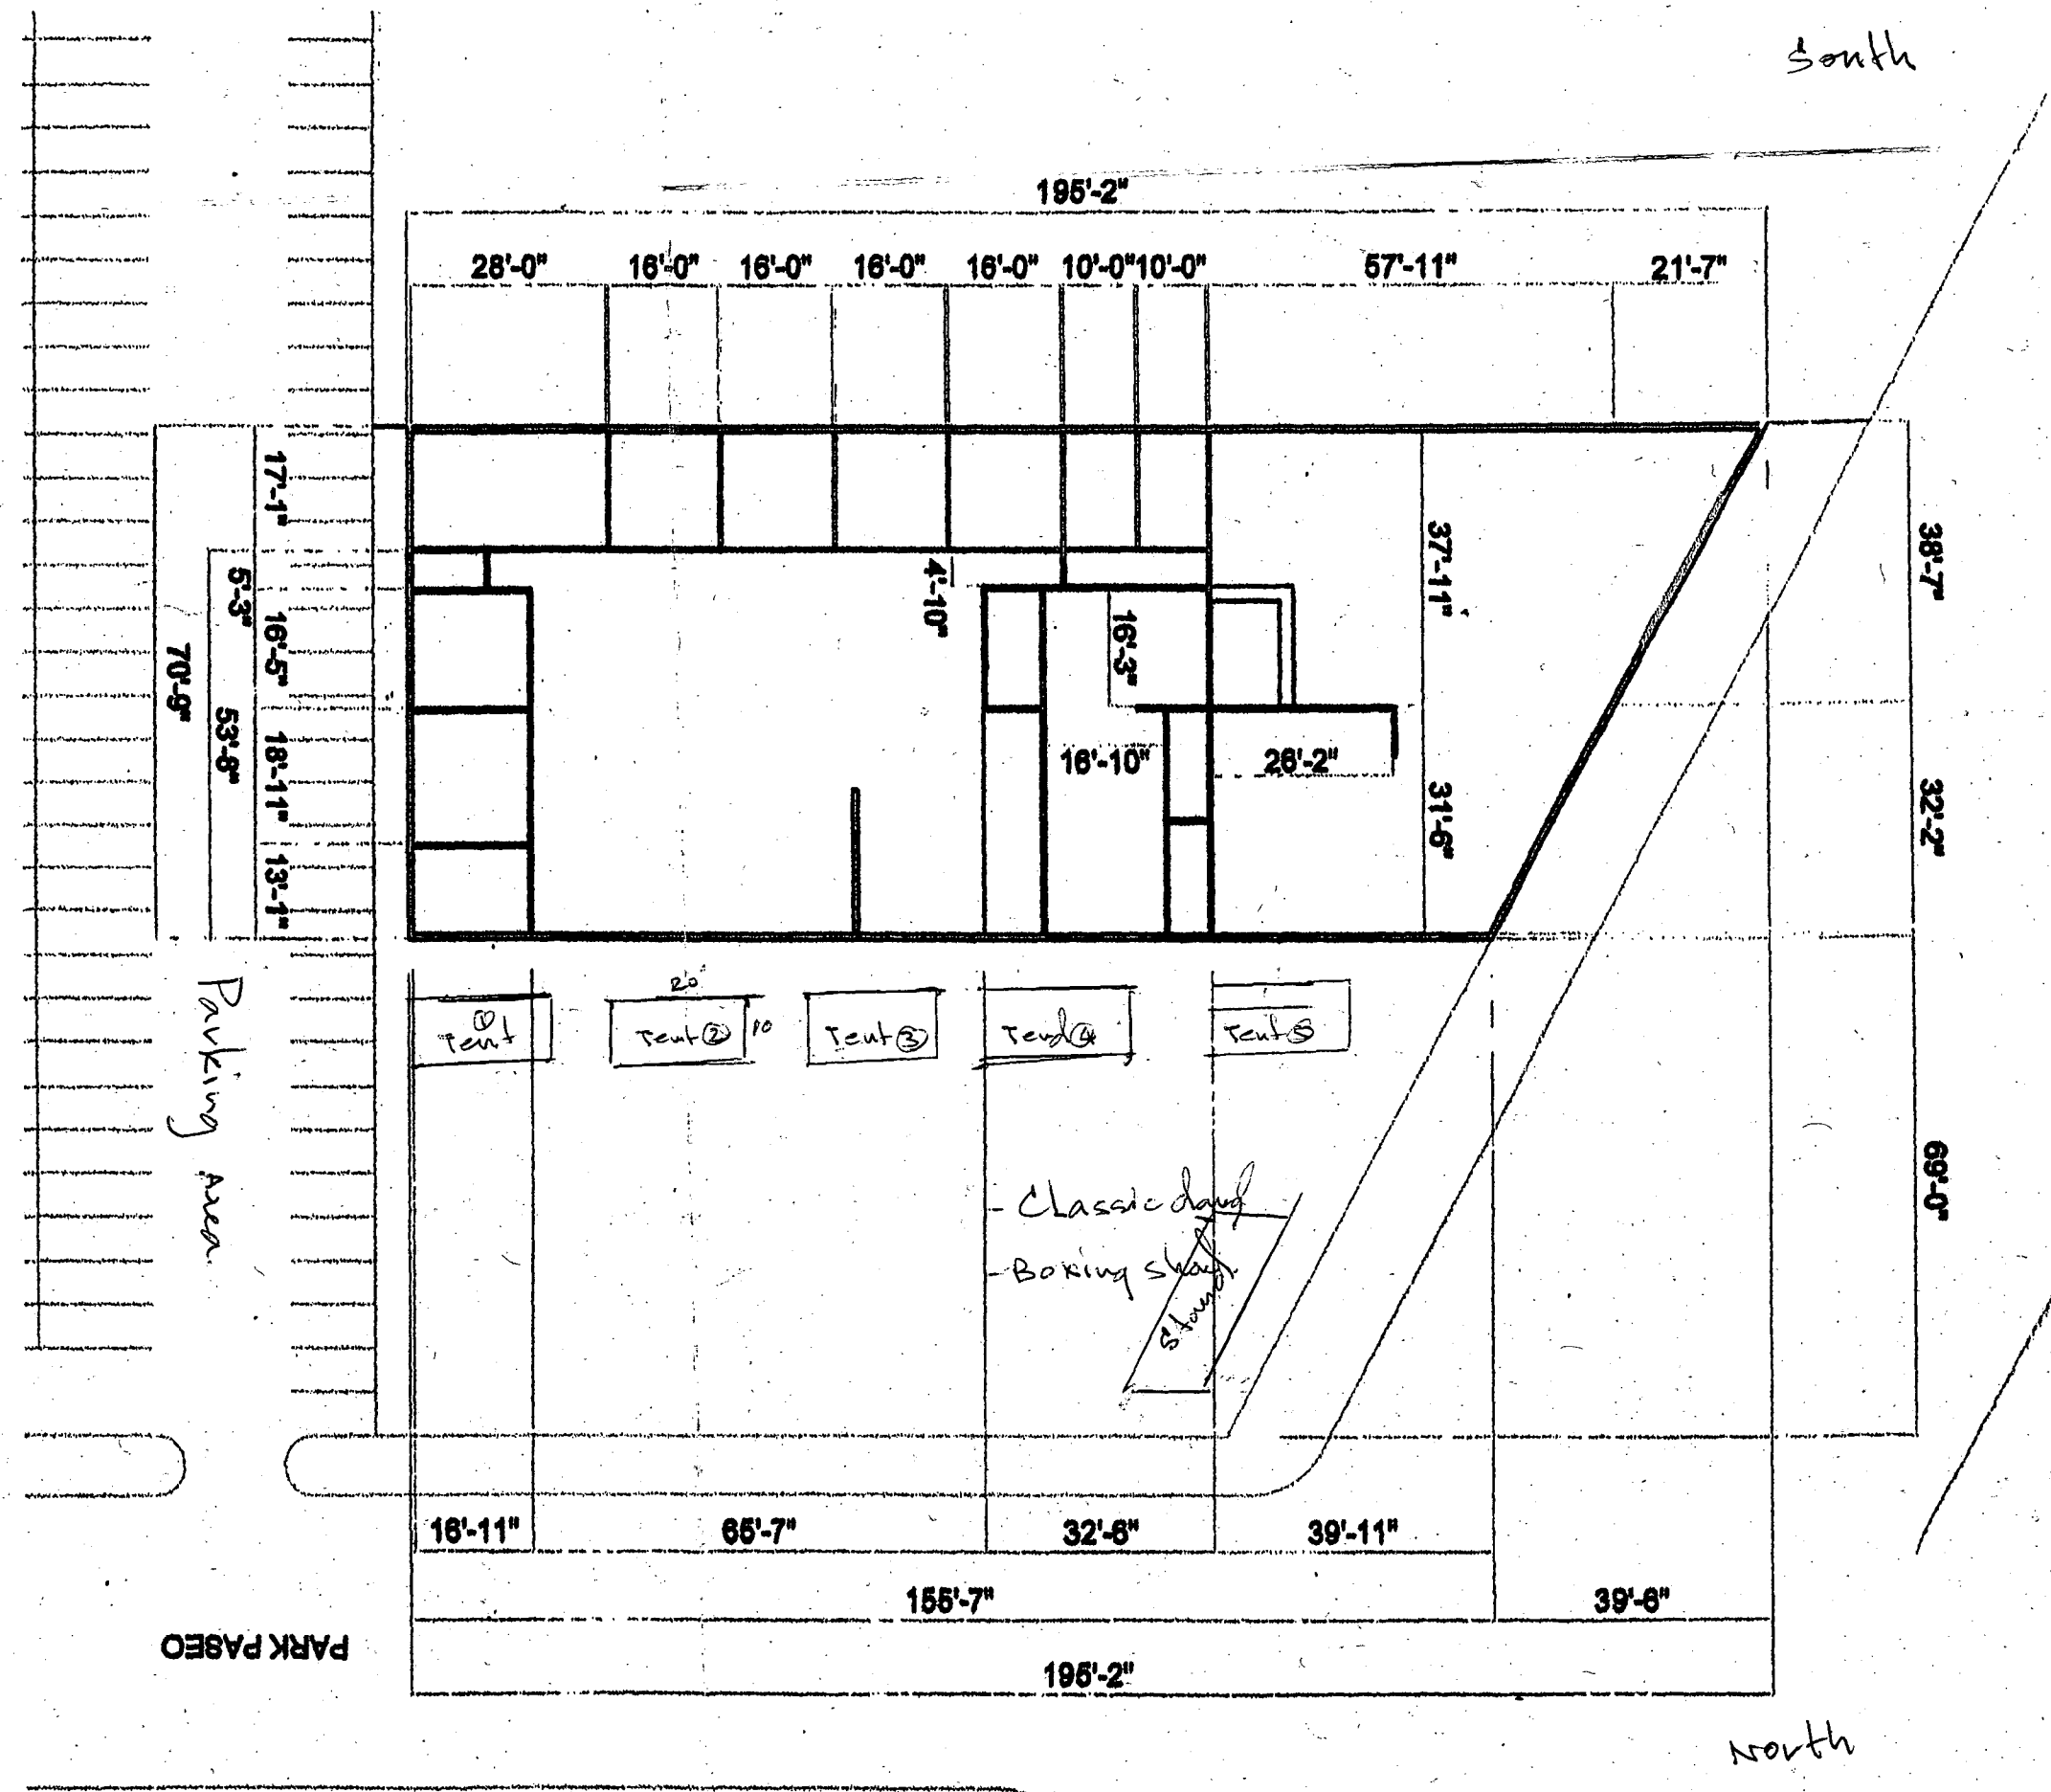 South
195'-2"
28'-0" 16'-0" 16'-0" 16'-0" 16'-0" 10'-0" 10'-0" 57'-11" 21'-7"
17'-1"
5'-3"
16'-5"
70'-9"
53'-8"
18'-11"
13'-1"
4'-10"
16'-3"
37'-11"
38'-7"
16'-10"
26'-2"
31'-6"
32'-2"
69'-0"
Parking Area
① Tent
20
Tent ② 10
Tent ③
Tent ④
Tent ⑤
- Classic
- Boxing
16'-11" 65'-7" 32'-6" 39'-11"
155'-7" 39'-6"
PARK PASEO
195'-2"
North